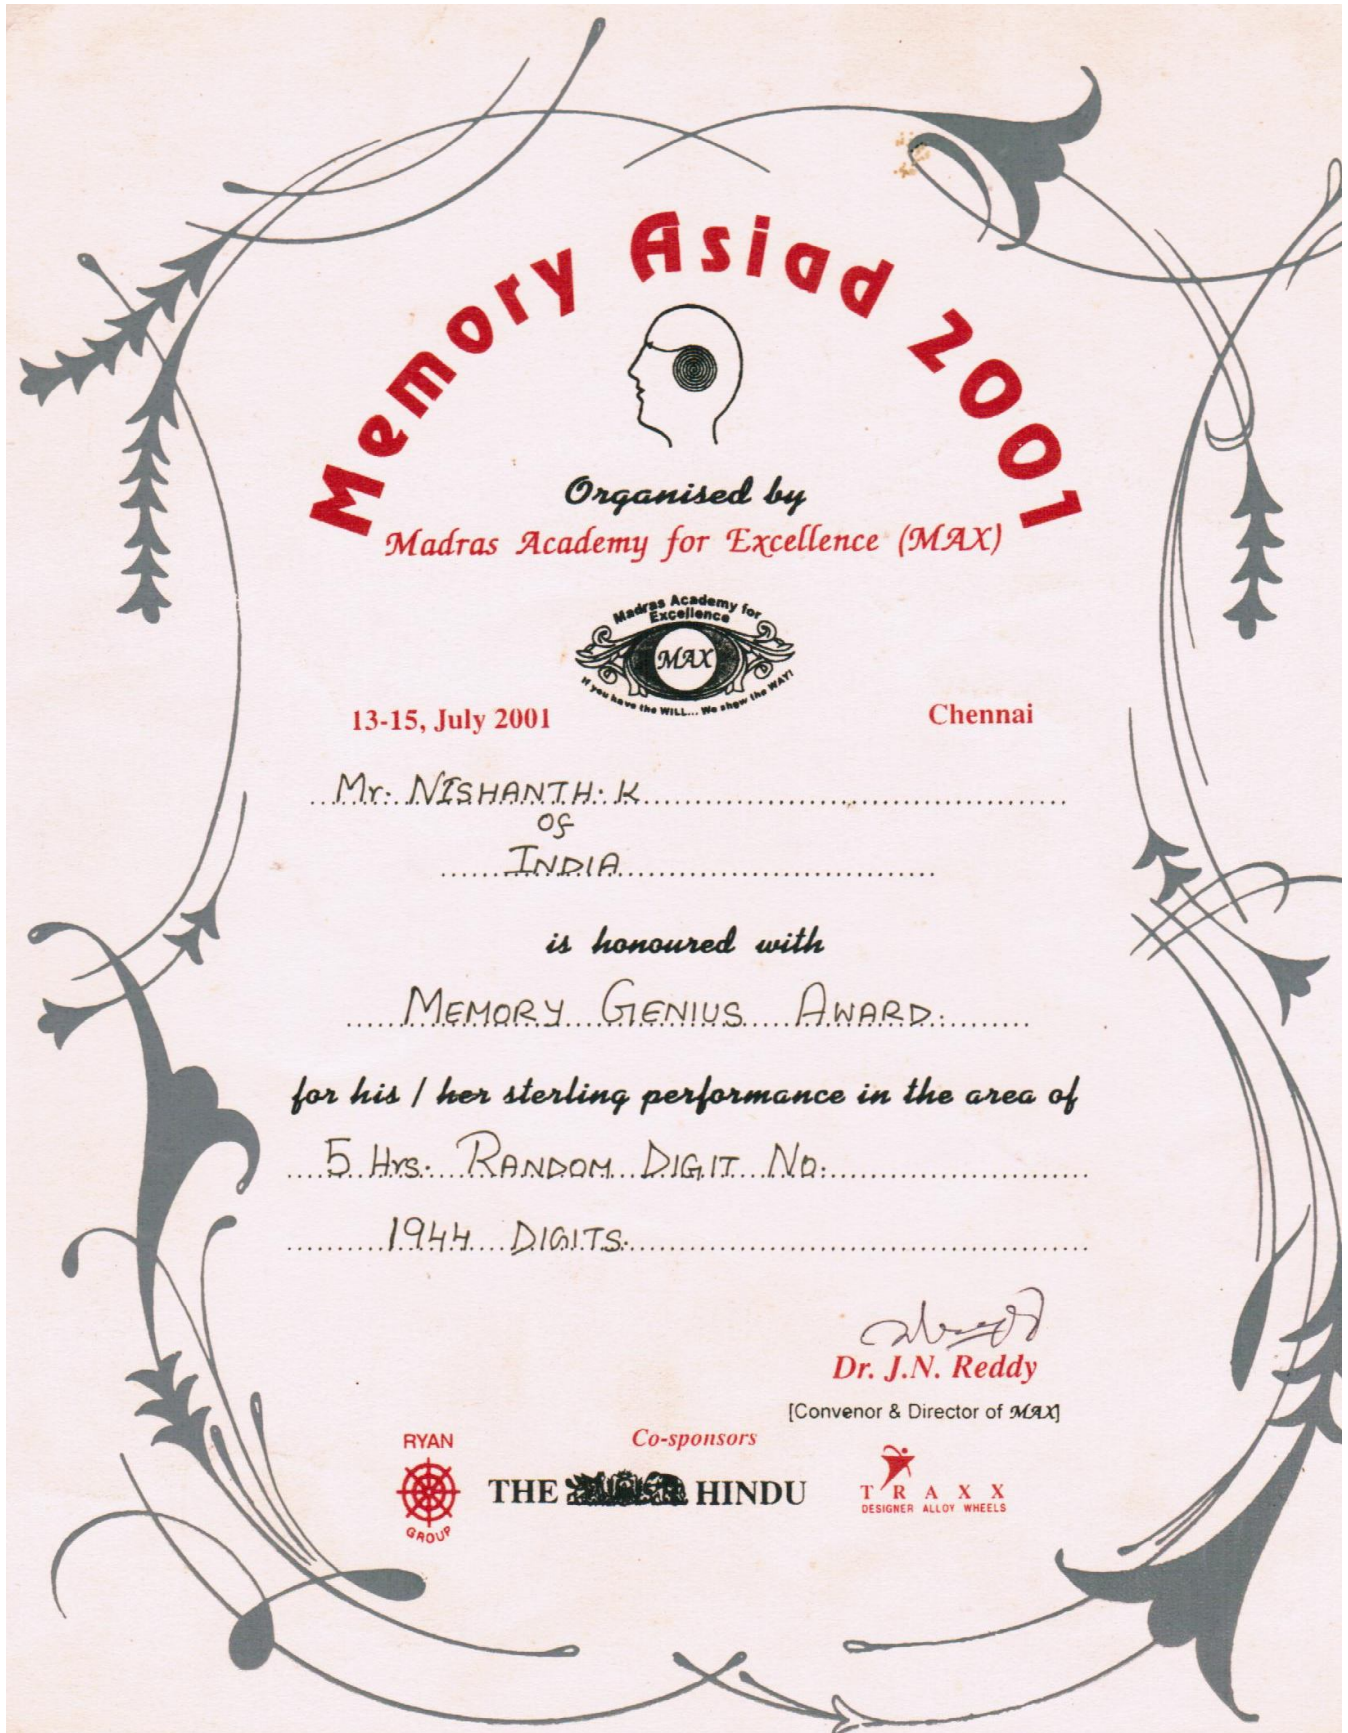 Memory Asiad 2001
Organised by
Madras Academy for Excellence (MAX)
Madras Academy for
Excellence
MAX
If you have the WILL... We show the WAY!
13-15, July 2001 Chennai
Mr. NISHANTH. K
OF
INDIA
is honoured with
MEMORY GENIUS AWARD.
for his / her sterling performance in the area of
5 Hrs. RANDOM DIGIT NO.
1944 DIGITS.
Dr. J.N. Reddy
[Convenor & Director of MAX]
Co-sponsors
RYAN
GROUP
THE HINDU
TRAXX
DESIGNER ALLOY WHEELS